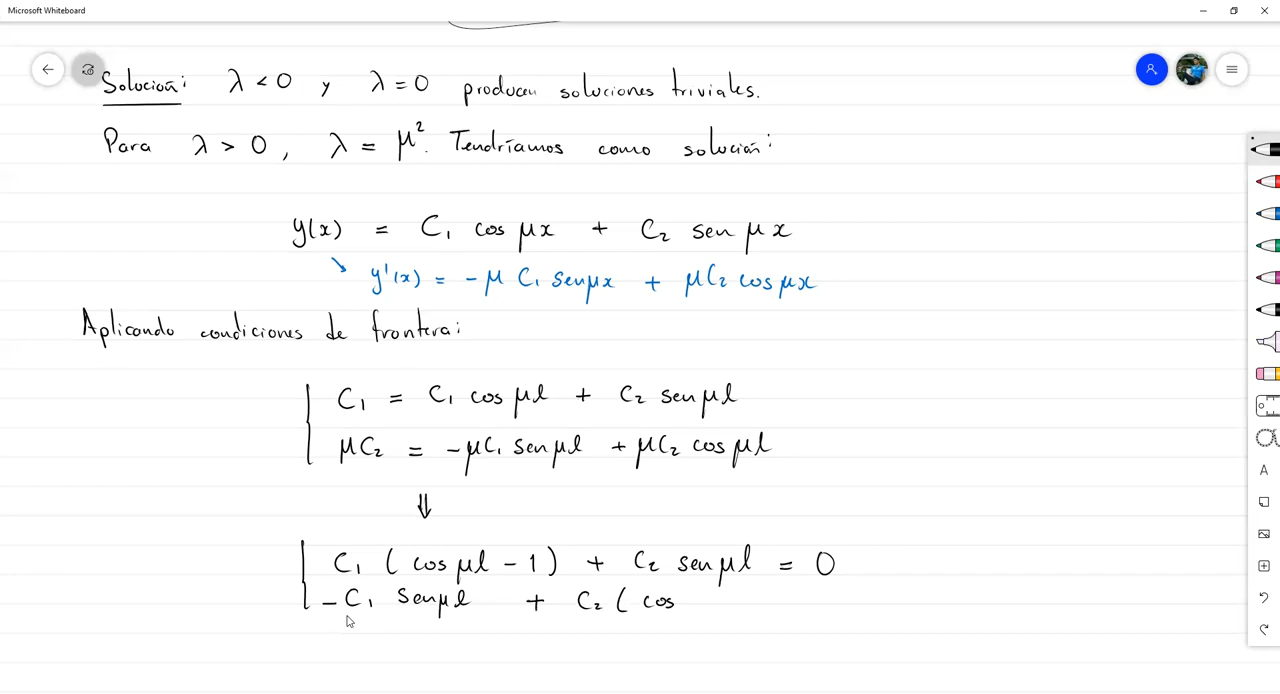 Microsoft Whiteboard
Solución: λ < 0 y λ = 0 producen soluciones triviales.
Para λ > 0, λ = μ². Tendríamos como solución:
y(x) = C₁ cos μx + C₂ sen μx
y'(x) = -μ C₁ sen μx + μC₂ cos μx
Aplicando condiciones de frontera:
C₁ = C₁ cos μl + C₂ sen μl
μC₂ = -μC₁ sen μl + μC₂ cos μl
⇓
C₁ ( cos μl - 1 ) + C₂ sen μl = 0
-C₁ sen μl + C₂ ( cos
A